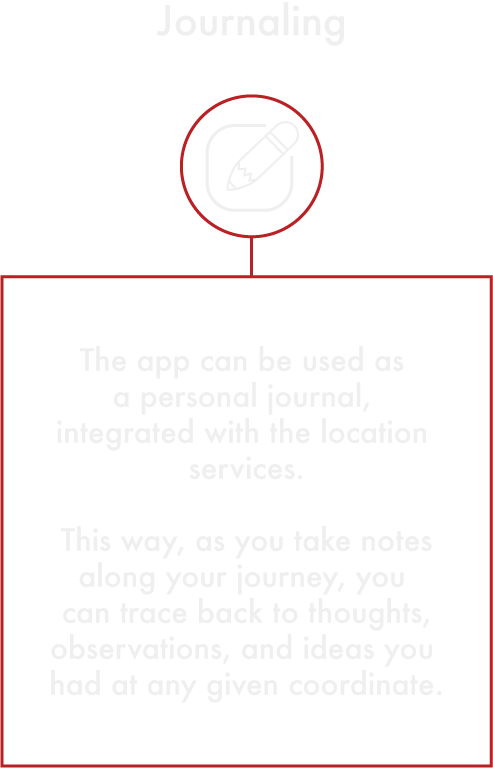 Journaling
The app can be used as
a personal journal,
integrated with the location
services.
This way, as you take notes
along your journey, you
can trace back to thoughts,
observations, and ideas you
had at any given coordinate.